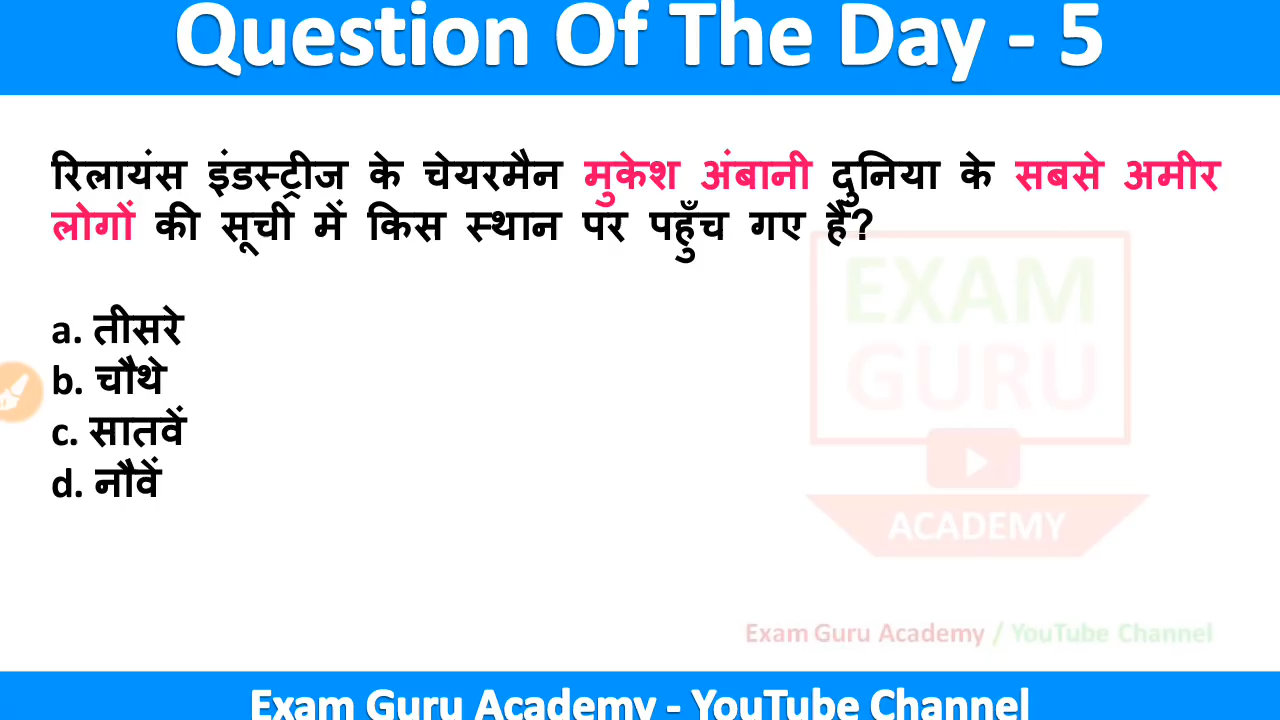 Question Of The Day - 5
रिलायंस इंडस्ट्रीज के चेयरमैन मुकेश अंबानी दुनिया के सबसे अमीर
लोगों की सूची में किस स्थान पर पहुँच गए हैं?
a. तीसरे
b. चौथे
c. सातवें
d. नौवें
EXAM
GURU
ACADEMY
Exam Guru Academy / YouTube Channel
Exam Guru Academy - YouTube Channel